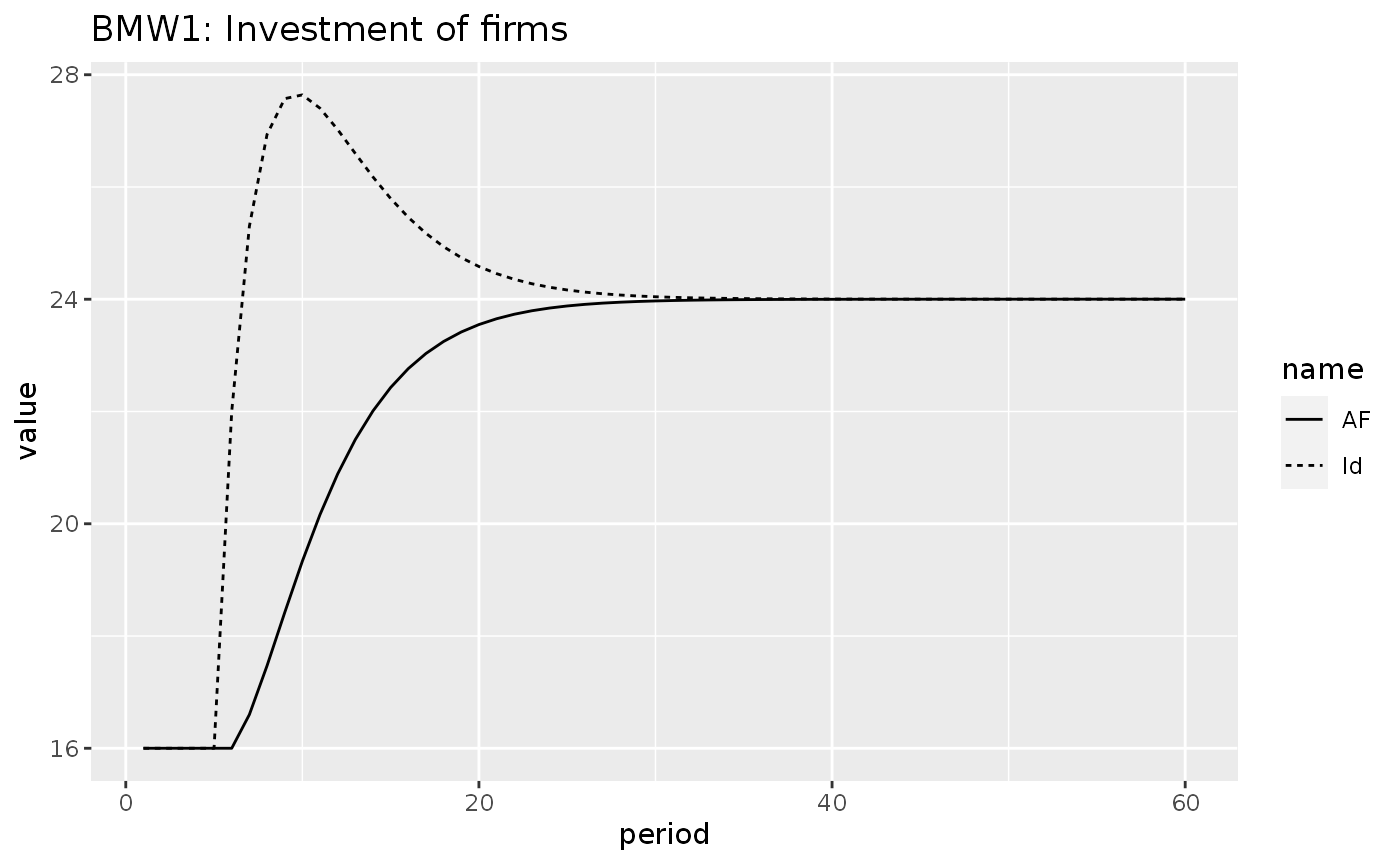 BMW1: Investment of firms
28
24
20
16
value
0 20 40 60
period
name
AF
Id